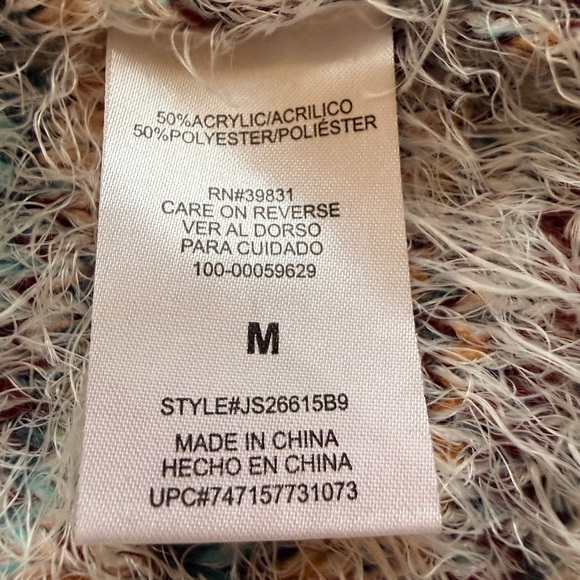 50%ACRYLIC/ACRILICO
50%POLYESTER/POLIÉSTER
RN#39831
CARE ON REVERSE
VER AL DORSO
PARA CUIDADO
100-00059629
M
STYLE#JS26615B9
MADE IN CHINA
HECHO EN CHINA
UPC#747157731073